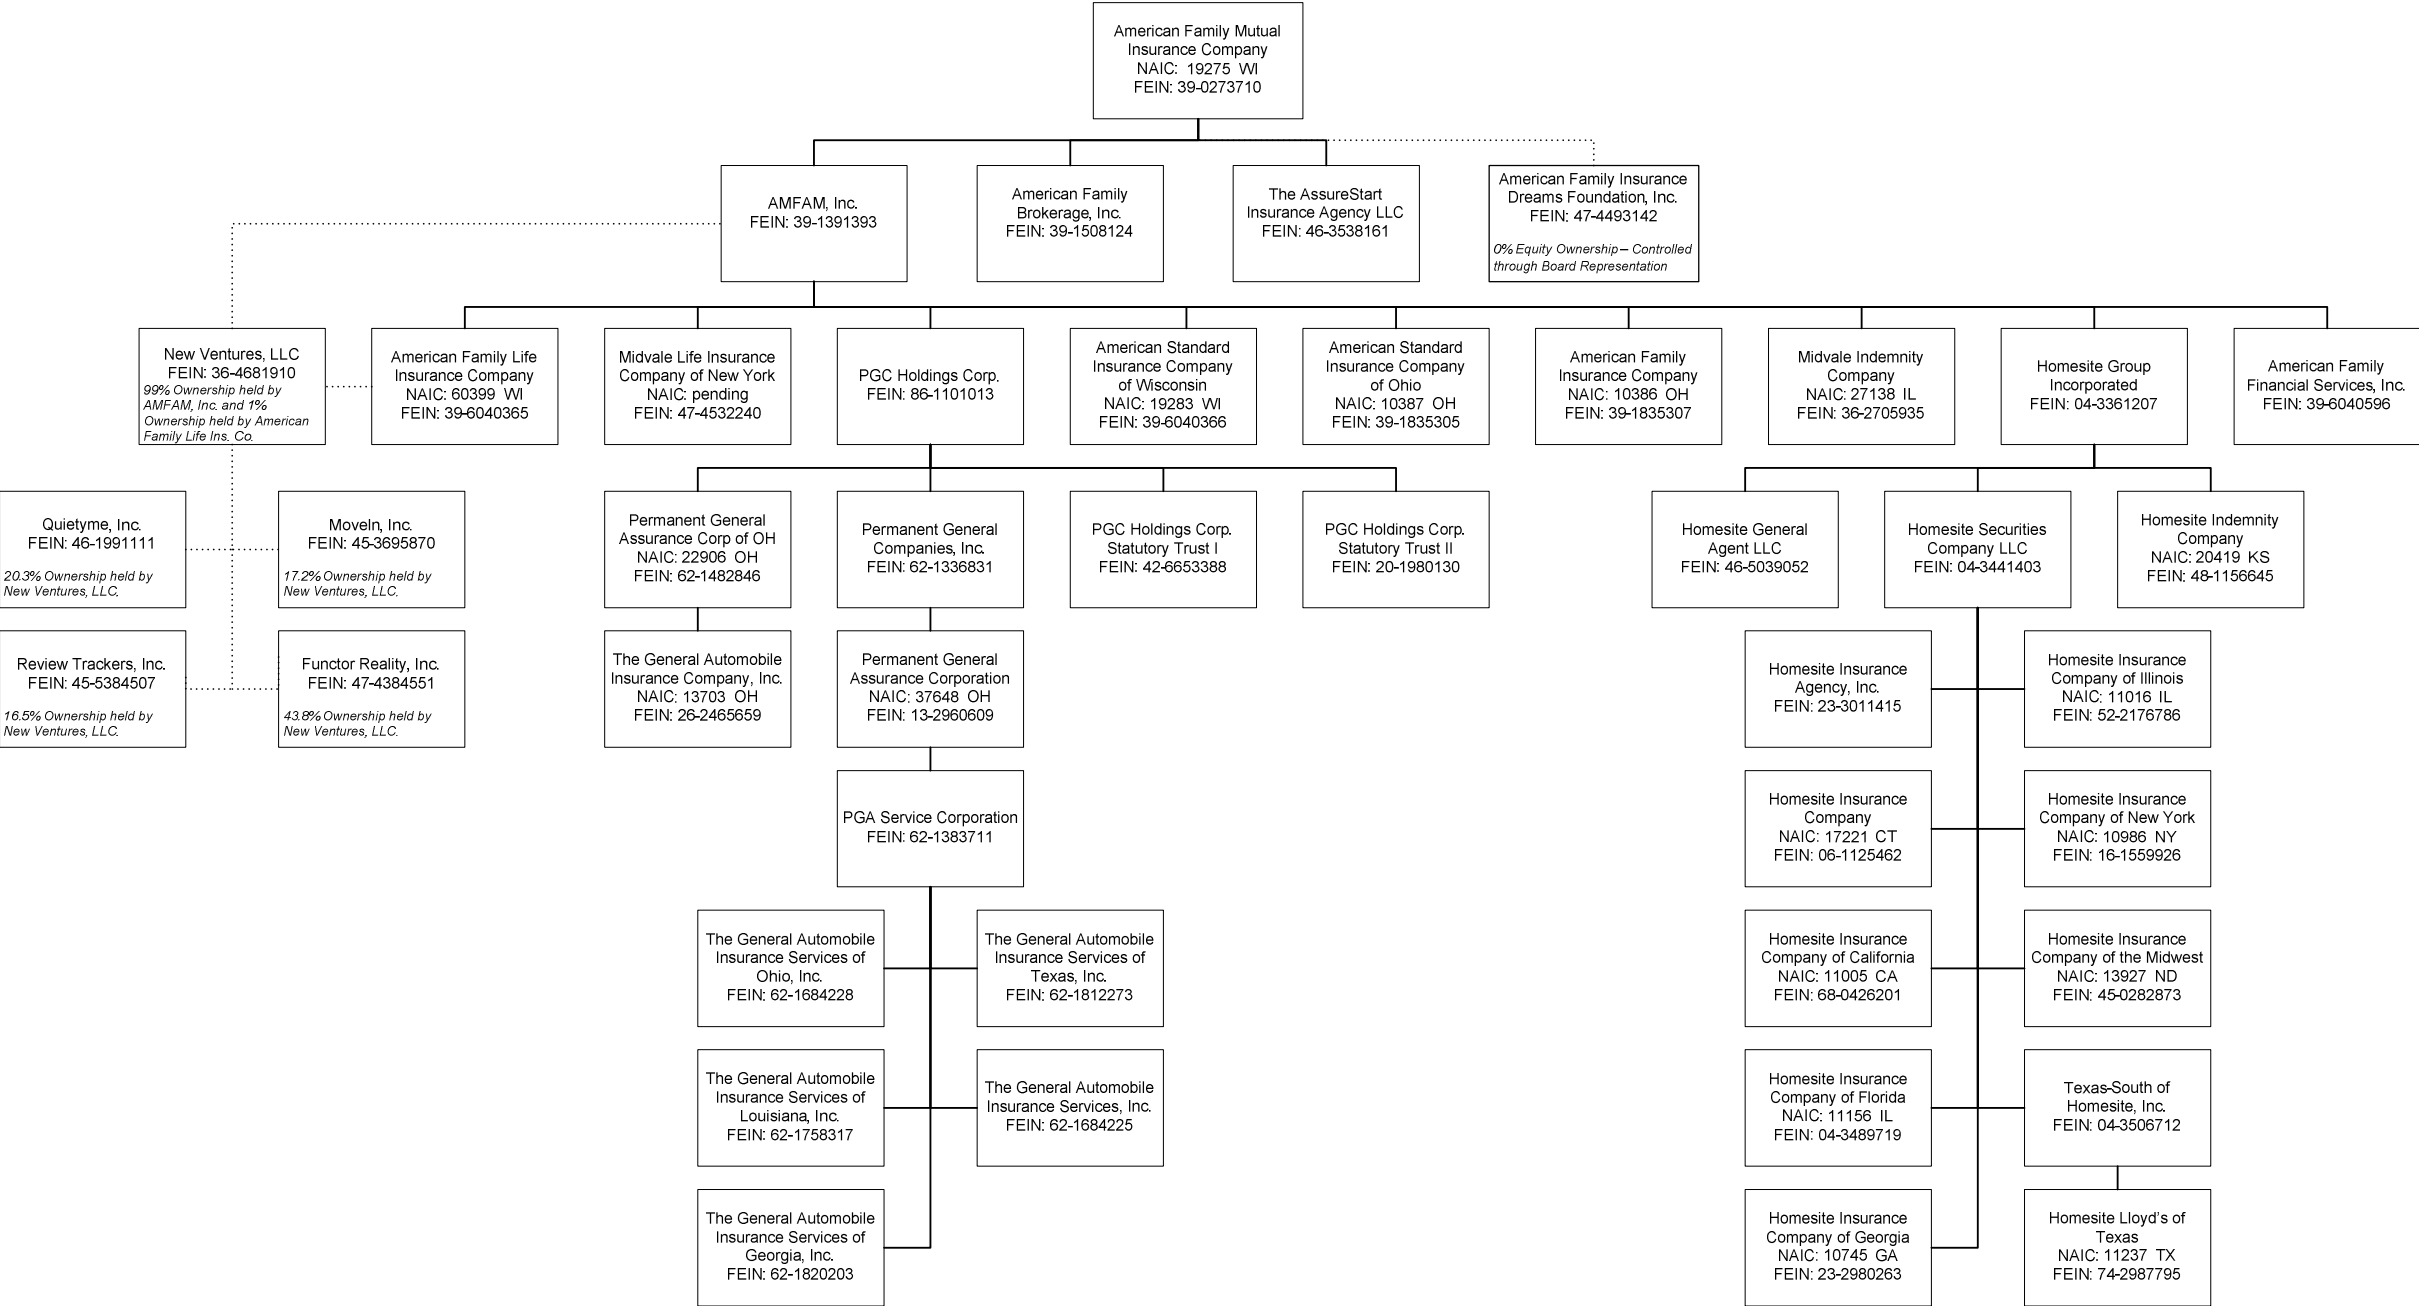 American Family Mutual
Insurance Company
NAIC: 19275 WI
FEIN: 39-0273710
AMFAM, Inc.
FEIN: 39-1391393
American Family
Brokerage, Inc.
FEIN: 39-1508124
The AssureStart
Insurance Agency LLC
FEIN: 46-3538161
American Family Insurance
Dreams Foundation, Inc.
FEIN: 47-4493142
0% Equity Ownership – Controlled
through Board Representation
New Ventures, LLC
FEIN: 36-4681910
99% Ownership held by
AMFAM, Inc. and 1%
Ownership held by American
Family Life Ins. Co.
American Family Life
Insurance Company
NAIC: 60399 WI
FEIN: 39-6040365
Midvale Life Insurance
Company of New York
NAIC: pending
FEIN: 47-4532240
PGC Holdings Corp.
FEIN: 86-1101013
American Standard
Insurance Company
of Wisconsin
NAIC: 19283 WI
FEIN: 39-6040366
American Standard
Insurance Company
of Ohio
NAIC: 10387 OH
FEIN: 39-1835305
American Family
Insurance Company
NAIC: 10386 OH
FEIN: 39-1835307
Midvale Indemnity
Company
NAIC: 27138 IL
FEIN: 36-2705935
Homesite Group
Incorporated
FEIN: 04-3361207
American Family
Financial Services, Inc.
FEIN: 39-6040596
Quietyme, Inc.
FEIN: 46-1991111
20.3% Ownership held by
New Ventures, LLC.
MoveIn, Inc.
FEIN: 45-3695870
17.2% Ownership held by
New Ventures, LLC.
Permanent General
Assurance Corp of OH
NAIC: 22906 OH
FEIN: 62-1482846
Permanent General
Companies, Inc.
FEIN: 62-1336831
PGC Holdings Corp.
Statutory Trust I
FEIN: 42-6653388
PGC Holdings Corp.
Statutory Trust II
FEIN: 20-1980130
Homesite General
Agent LLC
FEIN: 46-5039052
Homesite Securities
Company LLC
FEIN: 04-3441403
Homesite Indemnity
Company
NAIC: 20419 KS
FEIN: 48-1156645
Review Trackers, Inc.
FEIN: 45-5384507
16.5% Ownership held by
New Ventures, LLC.
Functor Reality, Inc.
FEIN: 47-4384551
43.8% Ownership held by
New Ventures, LLC.
The General Automobile
Insurance Company, Inc.
NAIC: 13703 OH
FEIN: 26-2465659
Permanent General
Assurance Corporation
NAIC: 37648 OH
FEIN: 13-2960609
Homesite Insurance
Agency, Inc.
FEIN: 23-3011415
Homesite Insurance
Company of Illinois
NAIC: 11016 IL
FEIN: 52-2176786
PGA Service Corporation
FEIN: 62-1383711
Homesite Insurance
Company
NAIC: 17221 CT
FEIN: 06-1125462
Homesite Insurance
Company of New York
NAIC: 10986 NY
FEIN: 16-1559926
The General Automobile
Insurance Services of
Ohio, Inc.
FEIN: 62-1684228
The General Automobile
Insurance Services of
Texas, Inc.
FEIN: 62-1812273
Homesite Insurance
Company of California
NAIC: 11005 CA
FEIN: 68-0426201
Homesite Insurance
Company of the Midwest
NAIC: 13927 ND
FEIN: 45-0282873
The General Automobile
Insurance Services of
Louisiana, Inc.
FEIN: 62-1758317
The General Automobile
Insurance Services, Inc.
FEIN: 62-1684225
Homesite Insurance
Company of Florida
NAIC: 11156 IL
FEIN: 04-3489719
Texas-South of
Homesite, Inc.
FEIN: 04-3506712
The General Automobile
Insurance Services of
Georgia, Inc.
FEIN: 62-1820203
Homesite Insurance
Company of Georgia
NAIC: 10745 GA
FEIN: 23-2980263
Homesite Lloyd's of
Texas
NAIC: 11237 TX
FEIN: 74-2987795